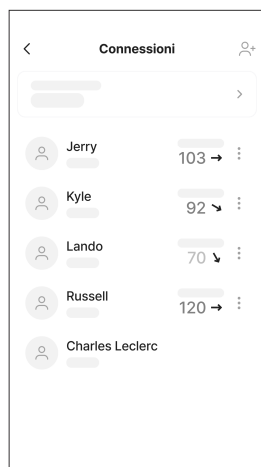 Connessioni
Jerry
103 →
Kyle
92 ↘
Lando
70 ↘
Russell
120 →
Charles Leclerc